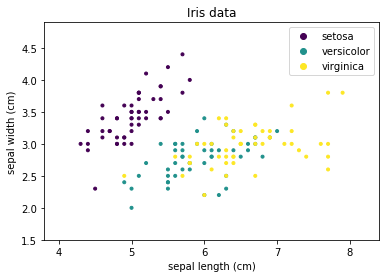 Iris data
setosa
versicolor
virginica
sepal width (cm)
4.5
4.0
3.5
3.0
2.5
2.0
1.5
4
5
6
7
8
sepal length (cm)